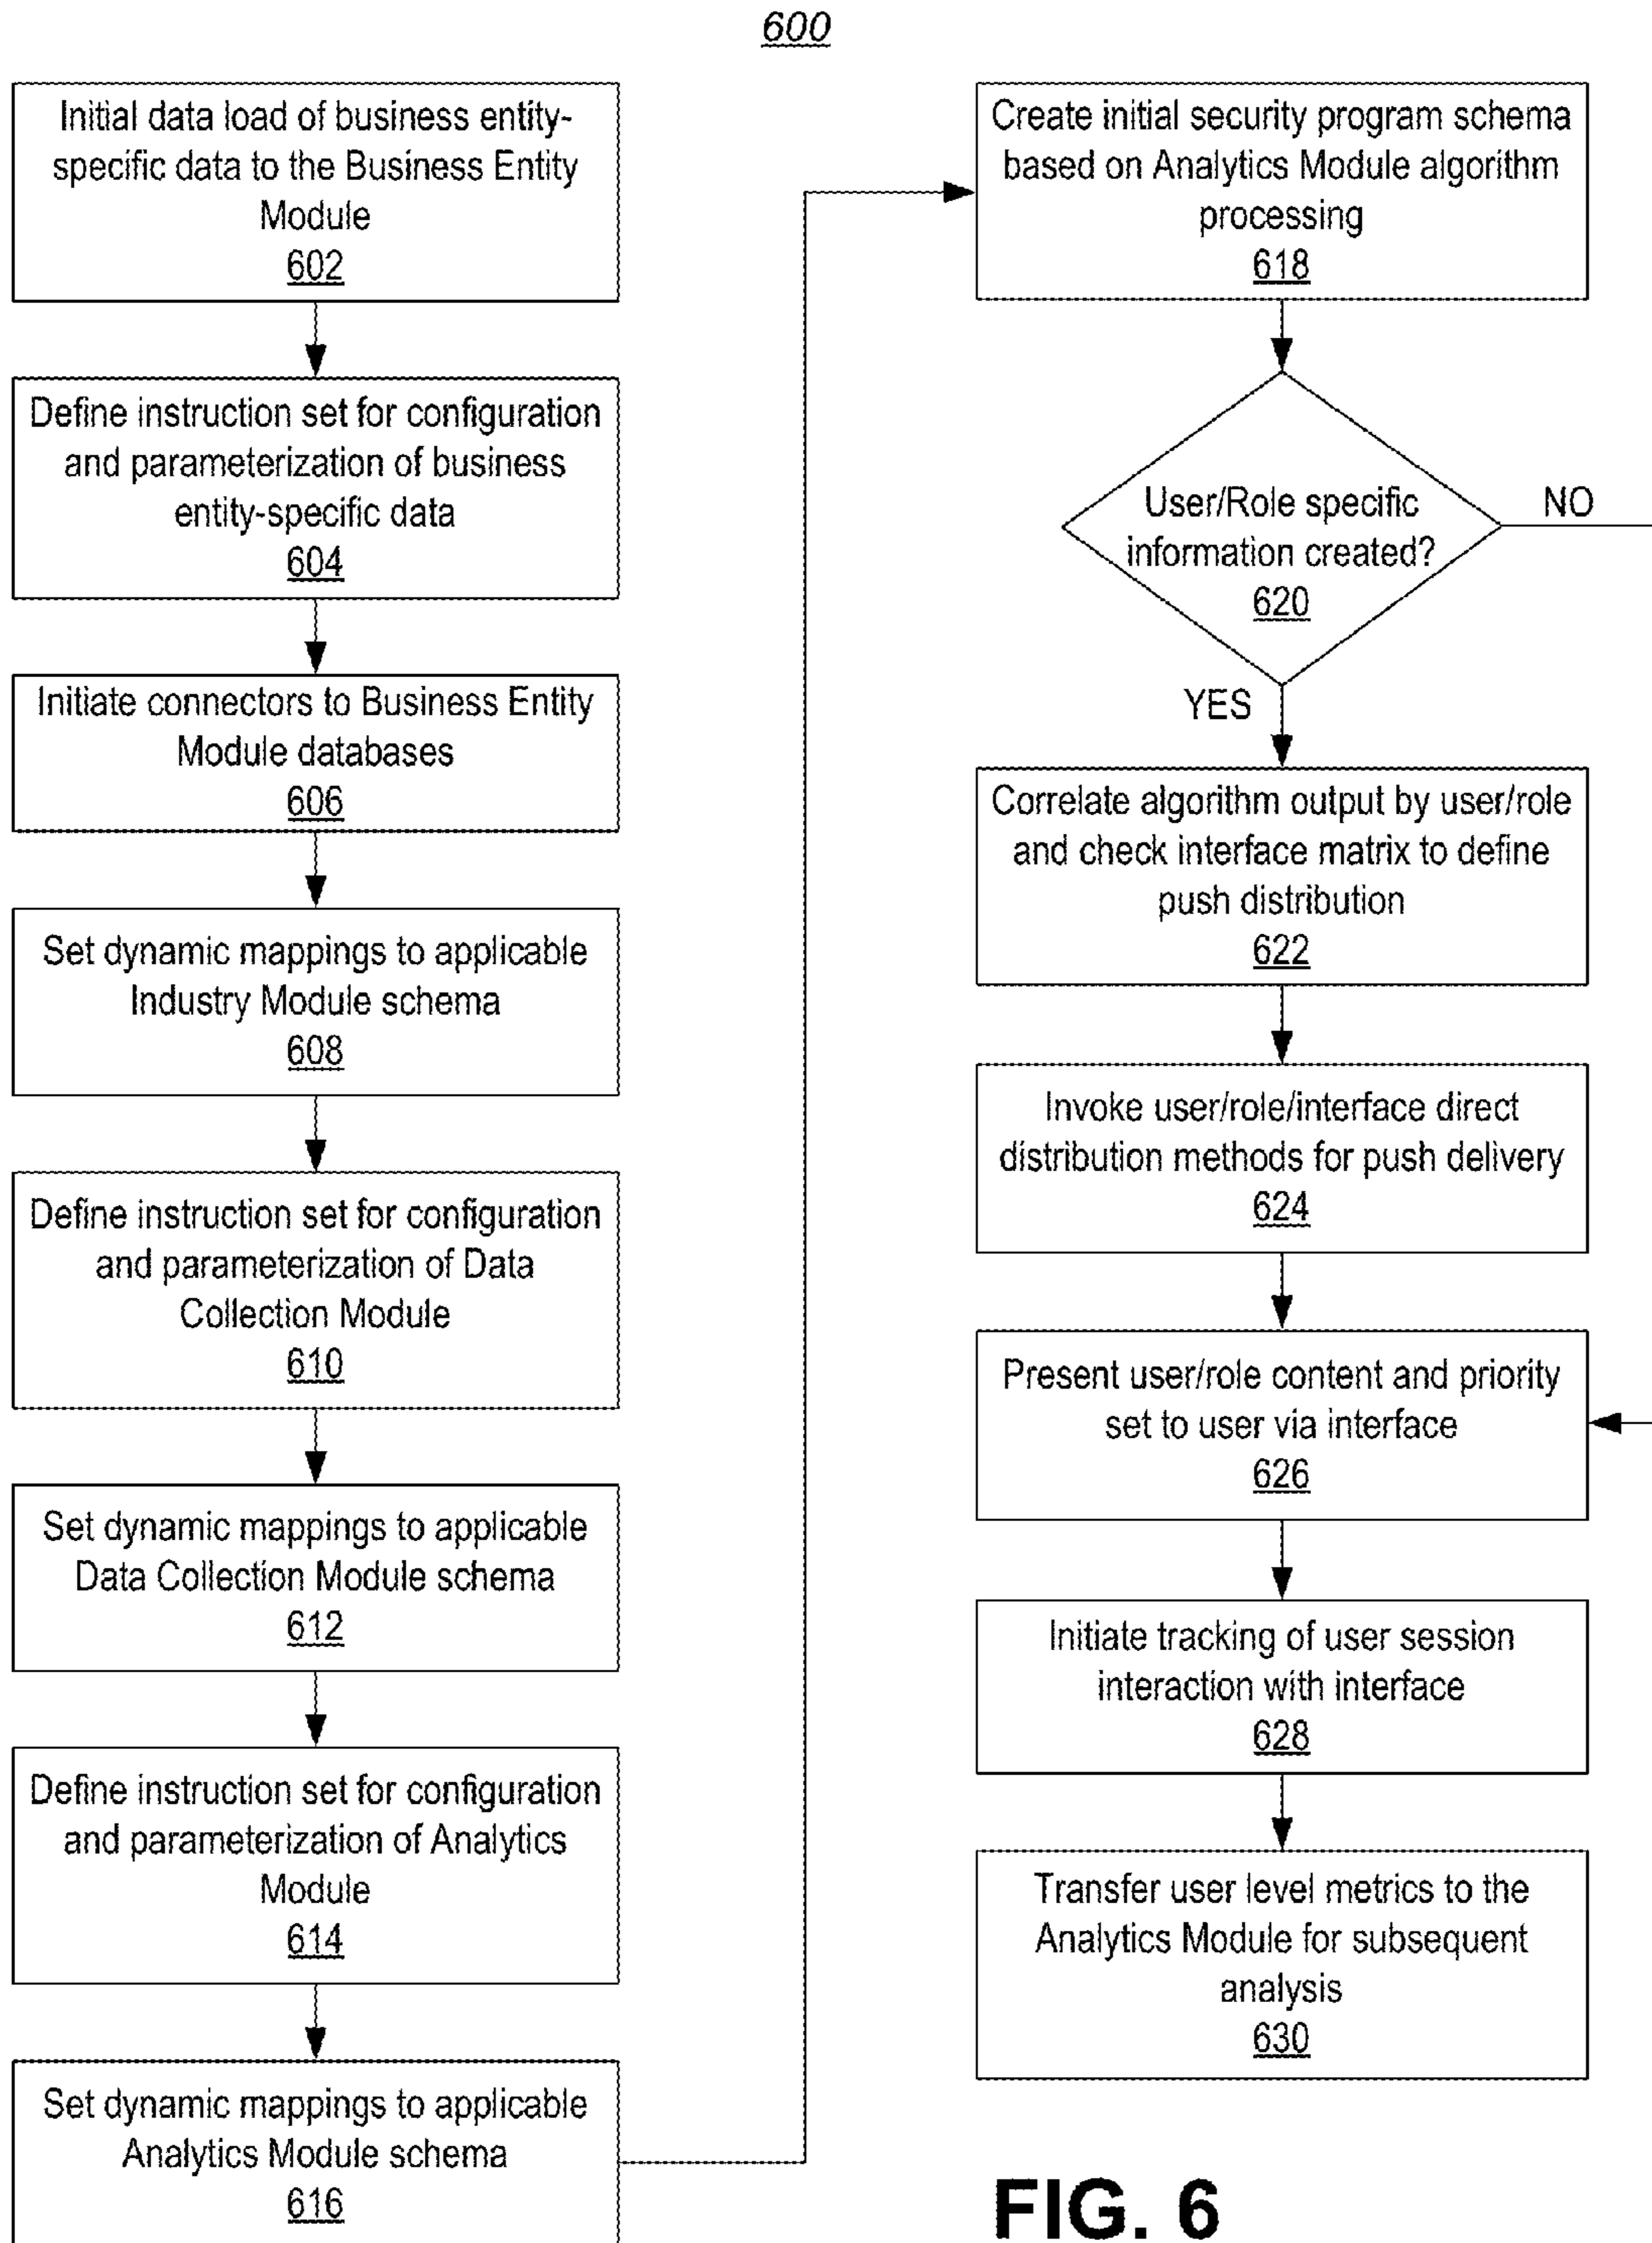 600
Initial data load of business entity-
specific data to the Business Entity
Module
602
Define instruction set for configuration
and parameterization of business
entity-specific data
604
Initiate connectors to Business Entity
Module databases
606
Set dynamic mappings to applicable
Industry Module schema
608
Define instruction set for configuration
and parameterization of Data
Collection Module
610
Set dynamic mappings to applicable
Data Collection Module schema
612
Define instruction set for configuration
and parameterization of Analytics
Module
614
Set dynamic mappings to applicable
Analytics Module schema
616
Create initial security program schema
based on Analytics Module algorithm
processing
618
User/Role specific
information created?
620
NO
YES
Correlate algorithm output by user/role
and check interface matrix to define
push distribution
622
Invoke user/role/interface direct
distribution methods for push delivery
624
Present user/role content and priority
set to user via interface
626
Initiate tracking of user session
interaction with interface
628
Transfer user level metrics to the
Analytics Module for subsequent
analysis
630
FIG. 6